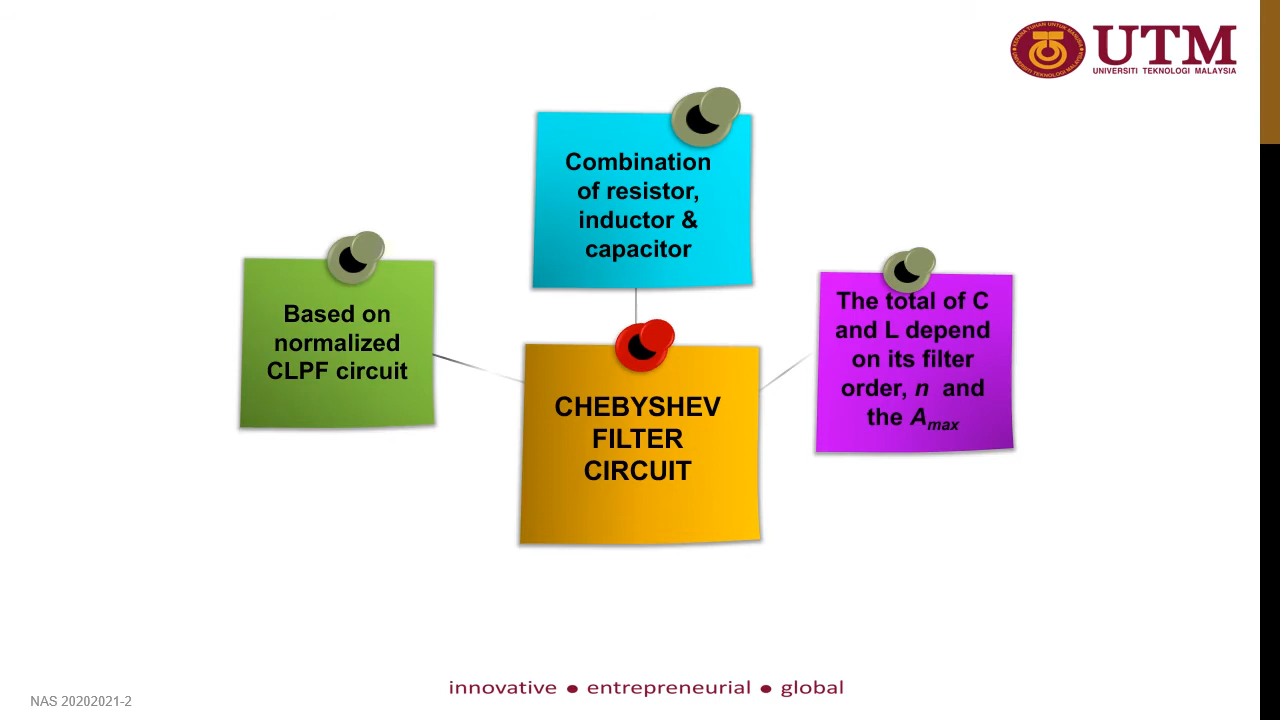 UTM
UNIVERSITI TEKNOLOGI MALAYSIA
Combination
of resistor,
inductor &
capacitor
Based on
normalized
CLPF circuit
The total of C
and L depend
on its filter
order, n and
the Amax
CHEBYSHEV
FILTER
CIRCUIT
innovative ● entrepreneurial ● global
NAS 20202021-2